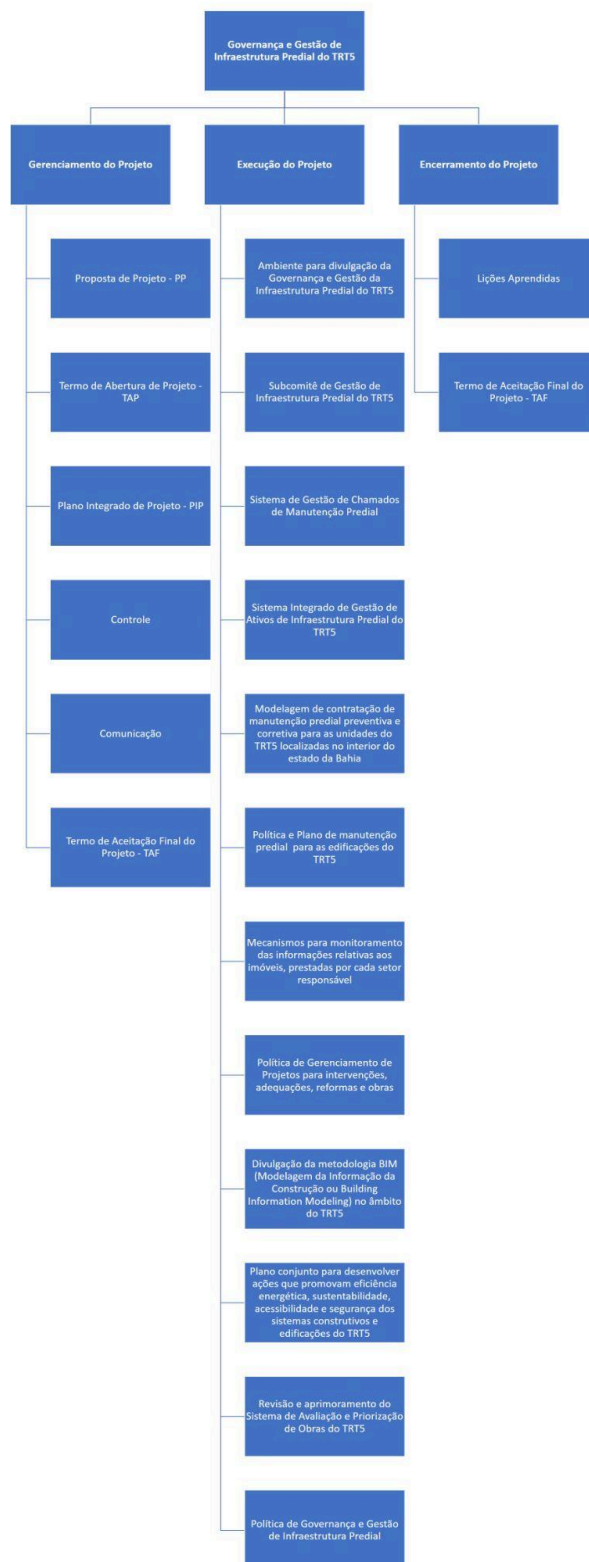 Governança e Gestão de
Infraestrutura Predial do TRT5
Gerenciamento do Projeto
Execução do Projeto
Encerramento do Projeto
Proposta de Projeto - PP
Termo de Abertura de Projeto -
TAP
Plano Integrado de Projeto - PIP
Controle
Comunicação
Termo de Aceitação Final do
Projeto - TAF
Ambiente para divulgação da
Governança e Gestão da
Infraestrutura Predial do TRT5
Subcomitê de Gestão de
Infraestrutura Predial do TRT5
Sistema de Gestão de Chamados
de Manutenção Predial
Sistema Integrado de Gestão de
Ativos de Infraestrutura Predial do
TRT5
Modelagem de contratação de
manutenção predial preventiva e
corretiva para as unidades do
TRT5 localizadas no interior do
estado da Bahia
Política e Plano de manutenção
predial para as edificações do
TRT5
Mecanismos para monitoramento
das informações relativas aos
imóveis, prestadas por cada setor
responsável
Política de Gerenciamento de
Projetos para intervenções,
adequações, reformas e obras
Divulgação da metodologia BIM
(Modelagem da Informação da
Construção ou Building
Information Modeling) no âmbito
do TRT5
Plano conjunto para desenvolver
ações que promovam eficiência
energética, sustentabilidade,
acessibilidade e segurança dos
sistemas construtivos e
edificações do TRT5
Revisão e aprimoramento do
Sistema de Avaliação e Priorização
de Obras do TRT5
Política de Governança e Gestão
de Infraestrutura Predial
Lições Aprendidas
Termo de Aceitação Final do
Projeto - TAF